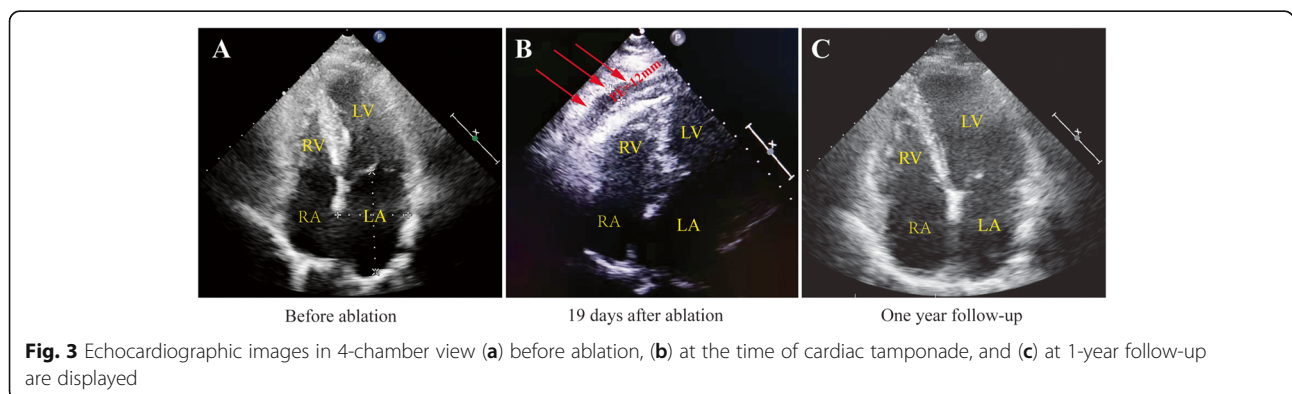 A
B
C
P
P
P
LV
RV
RA
LA
12mm
LV
RV
RA
LA
LV
RV
RA
LA
Before ablation
19 days after ablation
One year follow-up
Fig. 3 Echocardiographic images in 4-chamber view (a) before ablation, (b) at the time of cardiac tamponade, and (c) at 1-year follow-up
are displayed